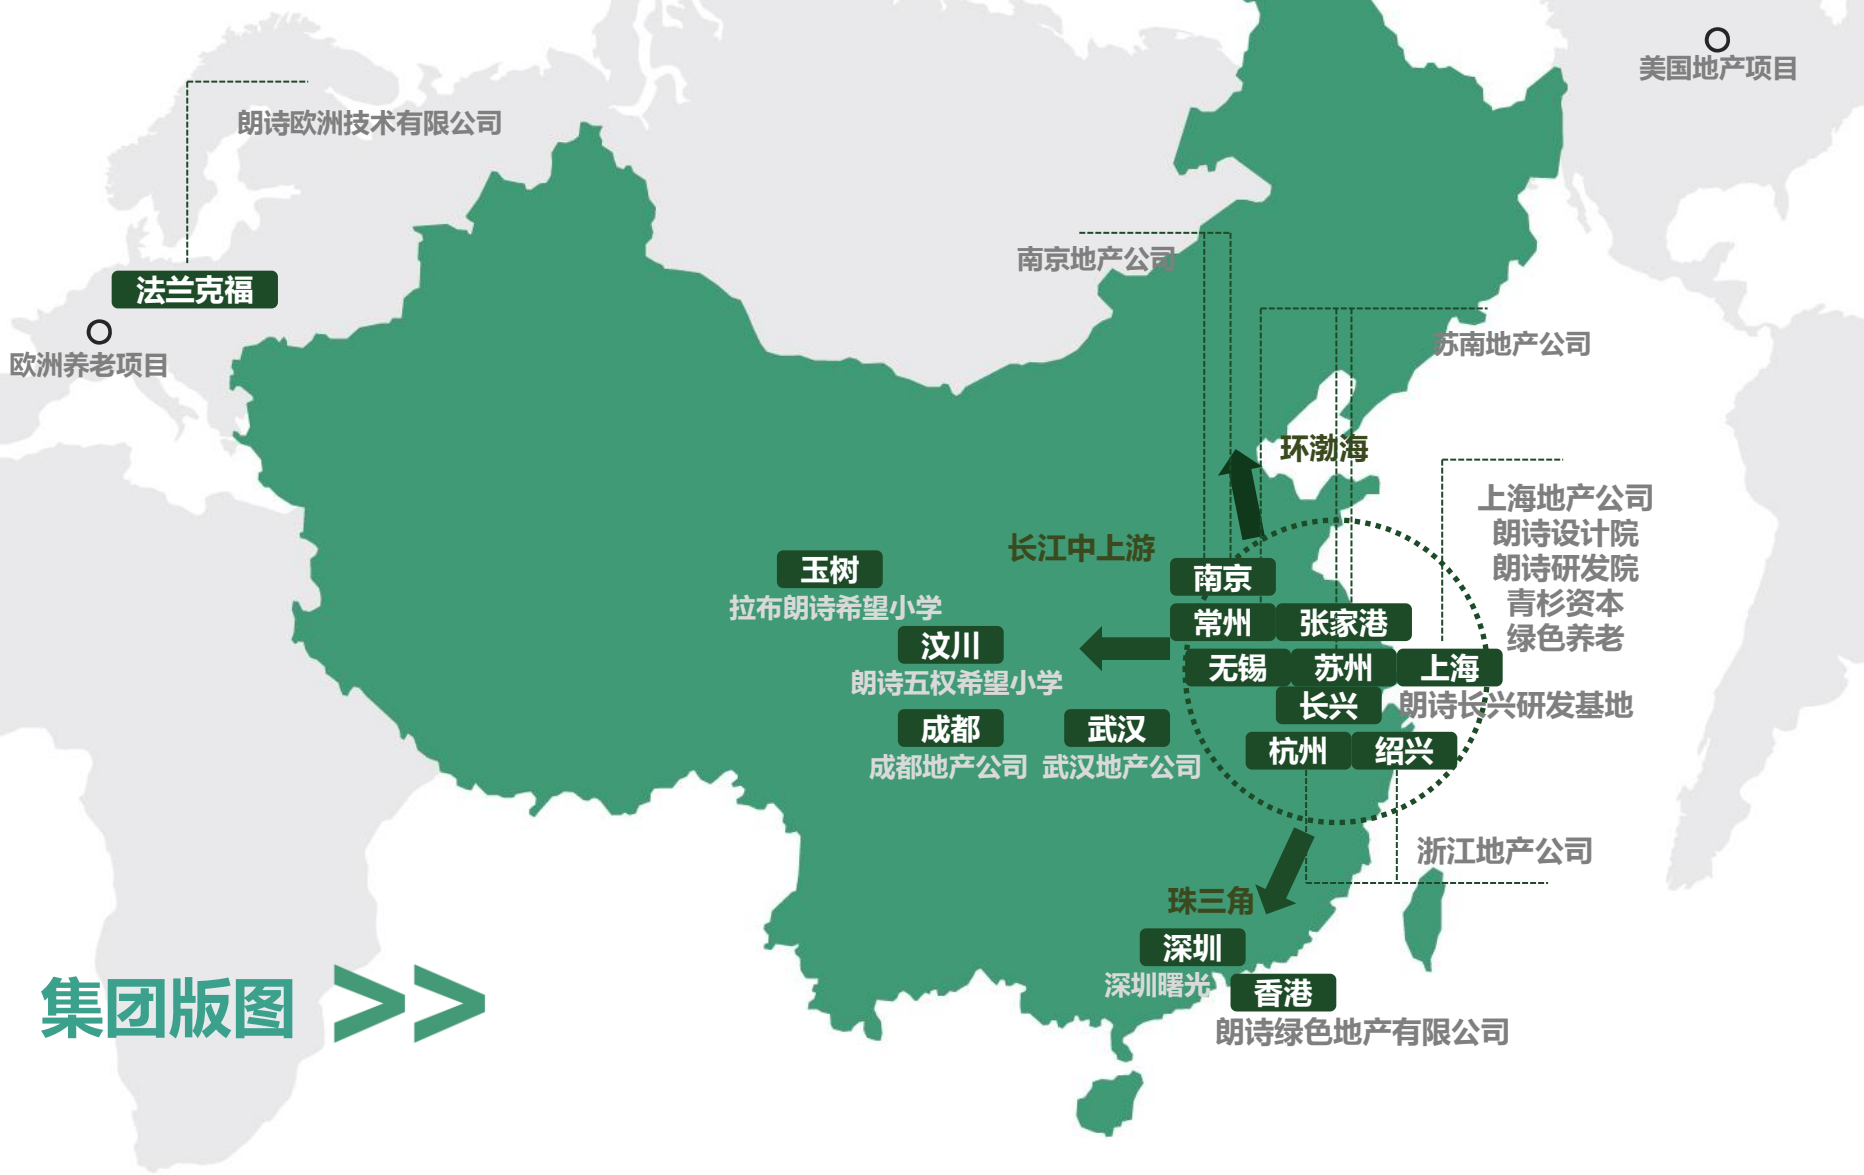 美国地产项目
朗诗欧洲技术有限公司
法兰克福
欧洲养老项目
南京地产公司
苏南地产公司
环渤海
上海地产公司
朗诗设计院
朗诗研发院
青杉资本
绿色养老
长江中上游
玉树
拉布朗诗希望小学
南京
常州
张家港
汶川
朗诗五权希望小学
无锡
苏州
上海
长兴
朗诗长兴研发基地
成都
成都地产公司
武汉
武汉地产公司
杭州
绍兴
浙江地产公司
珠三角
深圳
深圳曙光
香港
朗诗绿色地产有限公司
集团版图 >>